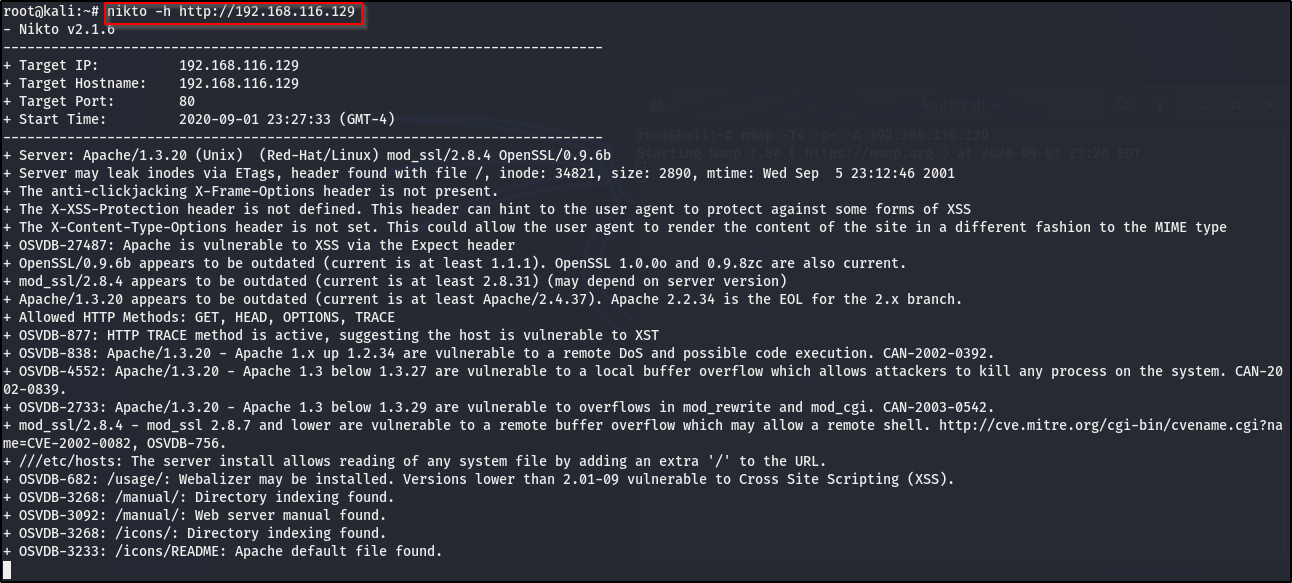 root@kali:~# nikto -h http://192.168.116.129
- Nikto v2.1.6
---------------------------------------------------------------------------
+ Target IP:          192.168.116.129
+ Target Hostname:    192.168.116.129
+ Target Port:        80
+ Start Time:         2020-09-01 23:27:33 (GMT-4)
---------------------------------------------------------------------------
root@kali:~# nmap -T4 -p- -A 192.168.116.129
Starting Nmap 7.80 ( https://nmap.org ) at 2020-09-01 23:26 EDT
+ Server: Apache/1.3.20 (Unix)  (Red-Hat/Linux) mod_ssl/2.8.4 OpenSSL/0.9.6b
+ Server may leak inodes via ETags, header found with file /, inode: 34821, size: 2890, mtime: Wed Sep  5 23:12:46 2001
+ The anti-clickjacking X-Frame-Options header is not present.
+ The X-XSS-Protection header is not defined. This header can hint to the user agent to protect against some forms of XSS
+ The X-Content-Type-Options header is not set. This could allow the user agent to render the content of the site in a different fashion to the MIME type
+ OSVDB-27487: Apache is vulnerable to XSS via the Expect header
+ OpenSSL/0.9.6b appears to be outdated (current is at least 1.1.1). OpenSSL 1.0.0o and 0.9.8zc are also current.
+ mod_ssl/2.8.4 appears to be outdated (current is at least 2.8.31) (may depend on server version)
+ Apache/1.3.20 appears to be outdated (current is at least Apache/2.4.37). Apache 2.2.34 is the EOL for the 2.x branch.
+ Allowed HTTP Methods: GET, HEAD, OPTIONS, TRACE
+ OSVDB-877: HTTP TRACE method is active, suggesting the host is vulnerable to XST
+ OSVDB-838: Apache/1.3.20 - Apache 1.x up 1.2.34 are vulnerable to a remote DoS and possible code execution. CAN-2002-0392.
+ OSVDB-4552: Apache/1.3.20 - Apache 1.3 below 1.3.27 are vulnerable to a local buffer overflow which allows attackers to kill any process on the system. CAN-20
02-0839.
+ OSVDB-2733: Apache/1.3.20 - Apache 1.3 below 1.3.29 are vulnerable to overflows in mod_rewrite and mod_cgi. CAN-2003-0542.
+ mod_ssl/2.8.4 - mod_ssl 2.8.7 and lower are vulnerable to a remote buffer overflow which may allow a remote shell. http://cve.mitre.org/cgi-bin/cvename.cgi?na
me=CVE-2002-0082, OSVDB-756.
+ ///etc/hosts: The server install allows reading of any system file by adding an extra '/' to the URL.
+ OSVDB-682: /usage/: Webalizer may be installed. Versions lower than 2.01-09 vulnerable to Cross Site Scripting (XSS).
+ OSVDB-3268: /manual/: Directory indexing found.
+ OSVDB-3092: /manual/: Web server manual found.
+ OSVDB-3268: /icons/: Directory indexing found.
+ OSVDB-3233: /icons/README: Apache default file found.